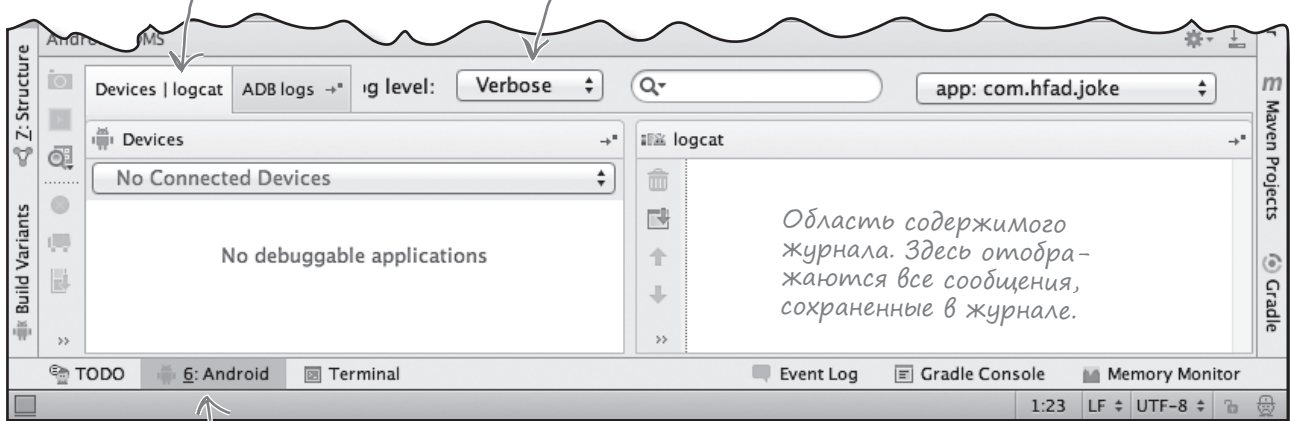 Z: Structure
Build Variants
Devices | logcat
ADB logs
g level:
Verbose
app: com.hfad.joke
Devices
logcat
No Connected Devices
No debuggable applications
Область содержимого
журнала. Здесь отобра-
жаются все сообщения,
сохраненные в журнале.
m
Maven Projects
Gradle
>>
>>
TODO
6: Android
Terminal
Event Log
Gradle Console
Memory Monitor
1:23
LF
UTF-8